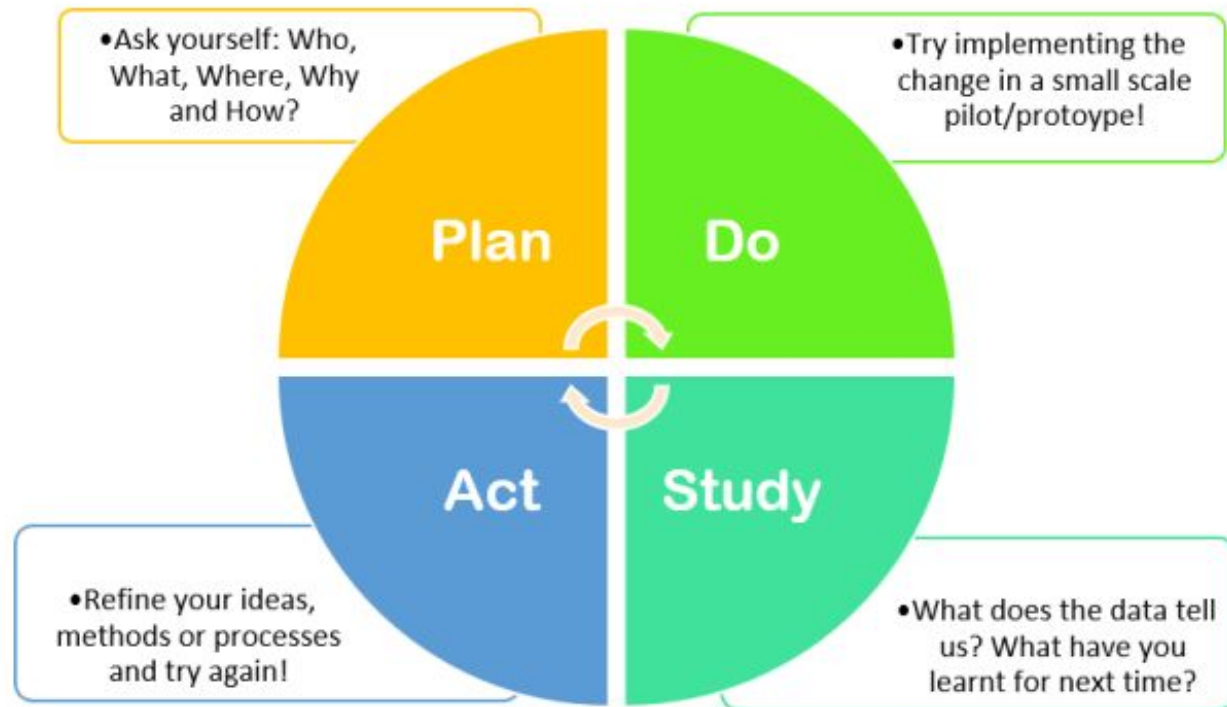 •Ask yourself: Who,
What, Where, Why
and How?
•Try implementing the
change in a small scale
pilot/protoype!
Plan
Do
Act
Study
•Refine your ideas,
methods or processes
and try again!
•What does the data tell
us? What have you
learnt for next time?